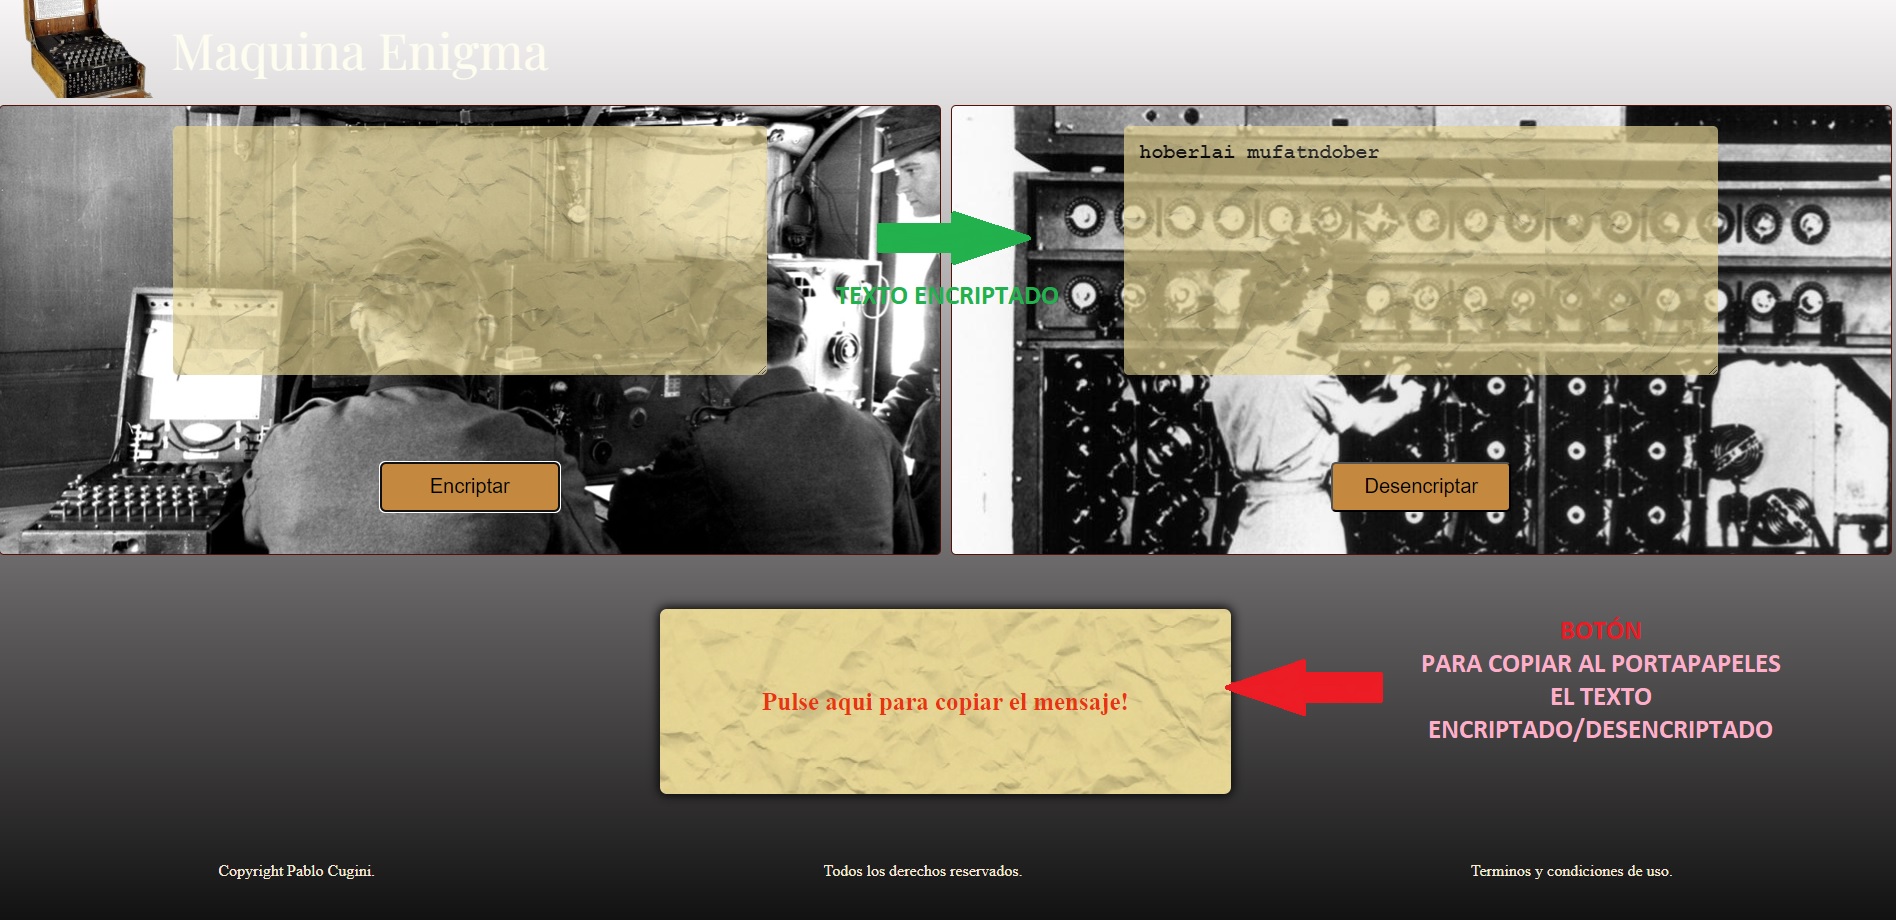 Maquina Enigma
hoberlai mufatndober
TEXTO ENCRIPTADO
Encriptar
Desencriptar
Pulse aqui para copiar el mensaje!
BOTÓN
PARA COPIAR AL PORTAPAPELES
EL TEXTO
ENCRIPTADO/DESENCRIPTADO
Copyright Pablo Cugini.
Todos los derechos reservados.
Terminos y condiciones de uso.